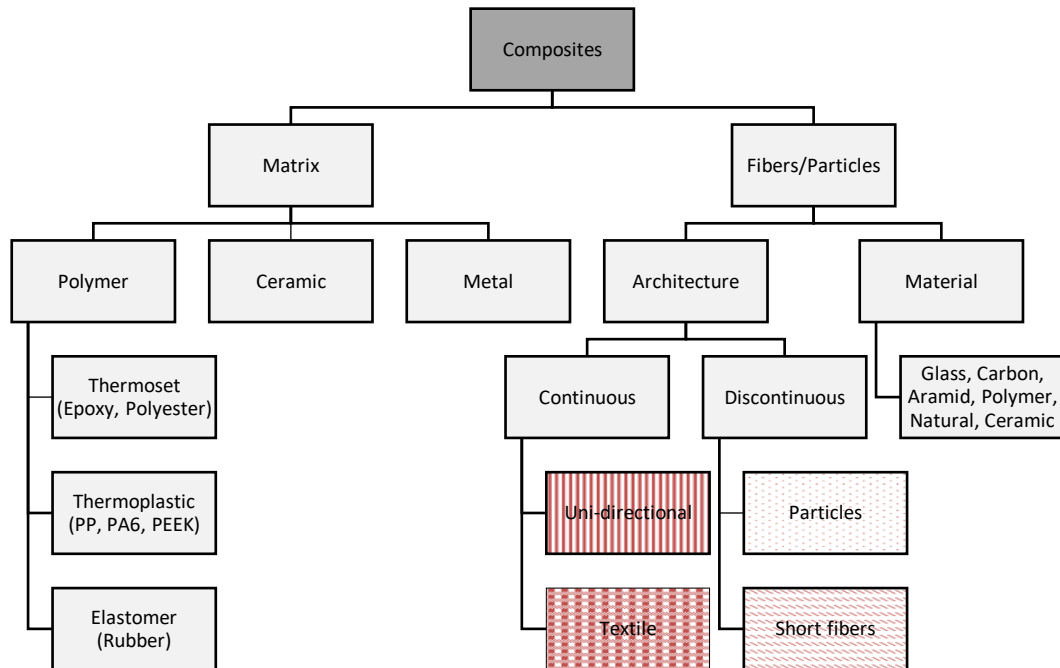 Composites
Matrix
Fibers/Particles
Polymer
Ceramic
Metal
Architecture
Material
Thermoset
(Epoxy, Polyester)
Thermoplastic
(PP, PA6, PEEK)
Elastomer
(Rubber)
Continuous
Discontinuous
Glass, Carbon,
Aramid, Polymer,
Natural, Ceramic
Uni-directional
Particles
Textile
Short fibers